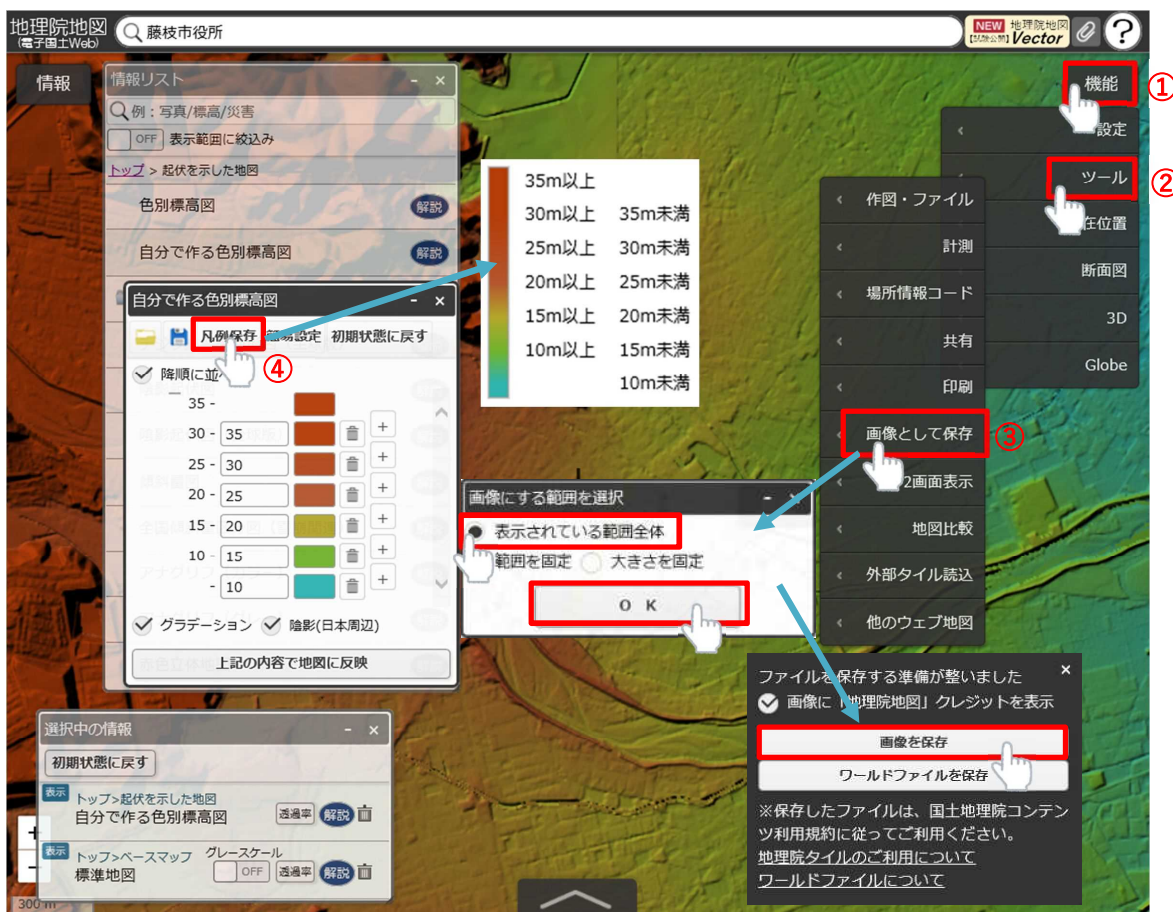 地理院地図
(電子国土Web)
藤枝市役所
NEW 地理院地図
[試験公開] Vector
?
情報
機能
①
設定
ツール
②
在位置
断面図
3D
Globe
情報リスト
例：写真/標高/災害
OFF 表示範囲に絞込み
トップ > 起伏を示した地図
色別標高図 解説
自分で作る色別標高図 解説
自分で作る色別標高図
凡例保存 簡易設定 初期状態に戻す
④
降順に並
35 -
30 - 35
25 - 30
20 - 25
15 - 20
10 - 15
- 10
グラデーション 陰影(日本周辺)
上記の内容で地図に反映
35m以上
30m以上 35m未満
25m以上 30m未満
20m以上 25m未満
15m以上 20m未満
10m以上 15m未満
10m未満
作図・ファイル
計測
場所情報コード
共有
印刷
画像として保存
③
2画面表示
地図比較
外部タイル読込
他のウェブ地図
画像にする範囲を選択
表示されている範囲全体
範囲を固定 大きさを固定
O K
ファイルを保存する準備が整いました
画像に「地理院地図」クレジットを表示
画像を保存
ワールドファイルを保存
※保存したファイルは、国土地理院コンテン
ツ利用規約に従ってご利用ください。
地理院タイルのご利用について
ワールドファイルについて
選択中の情報
初期状態に戻す
表示 トップ>起伏を示した地図
自分で作る色別標高図 透過率 解説
表示 トップ>ベースマップ グレースケール
標準地図 OFF 透過率 解説
300 m